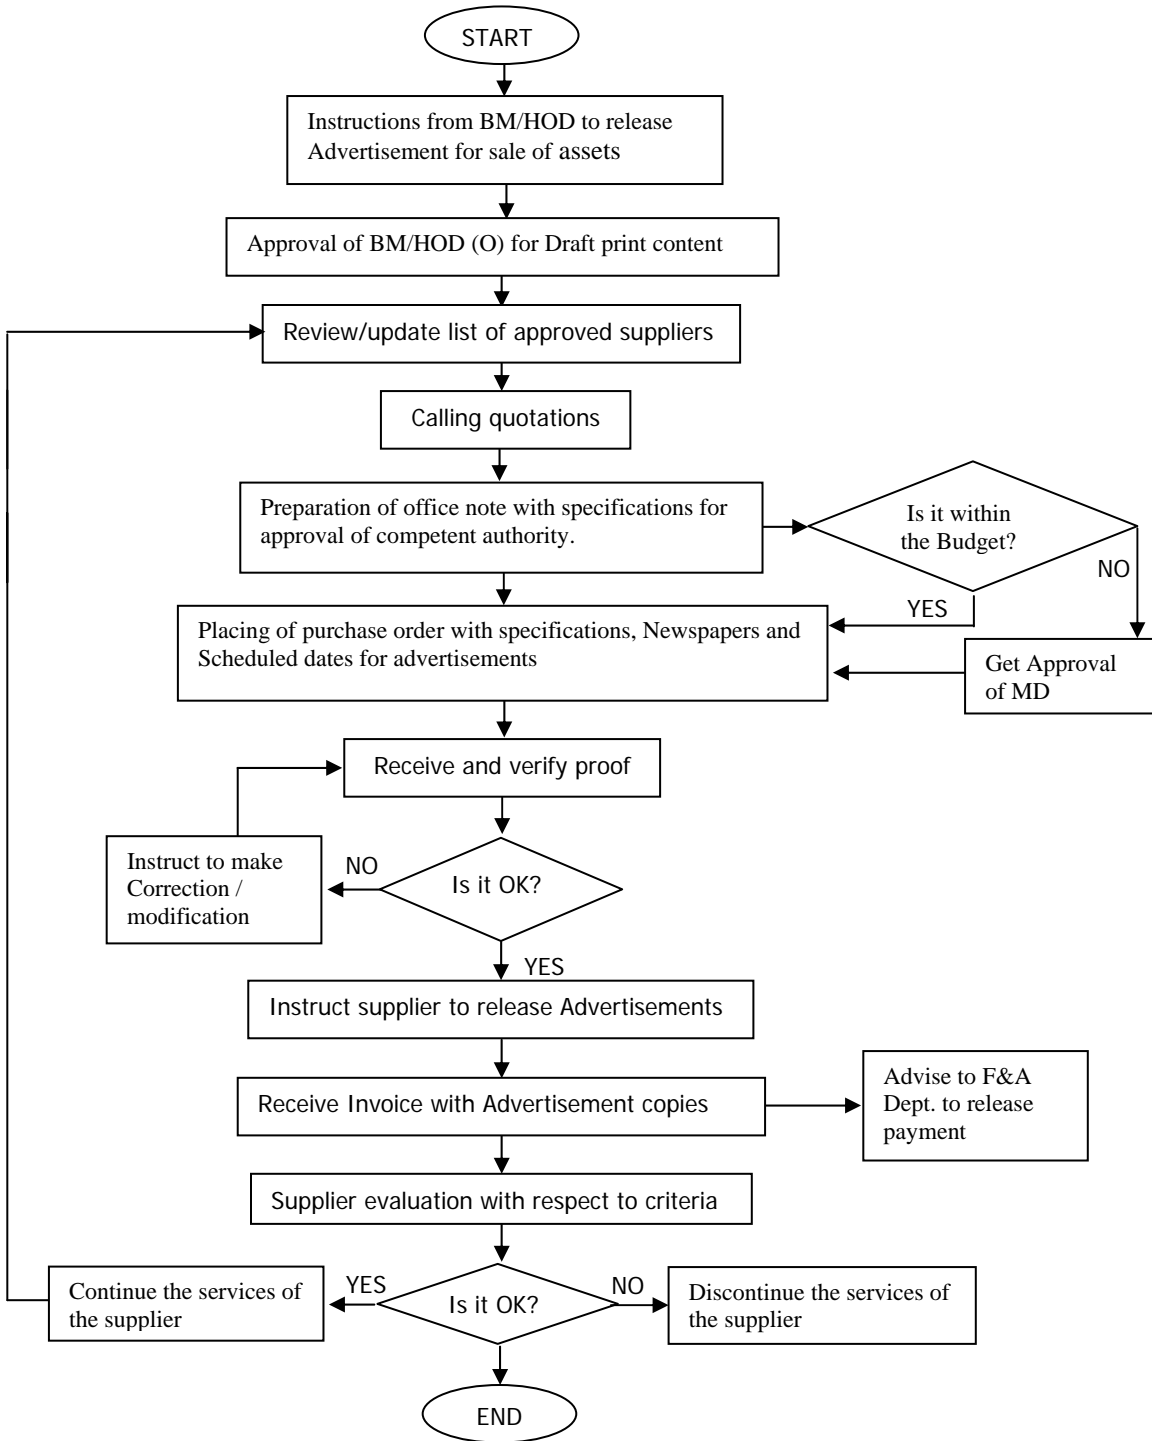 START
Instructions from BM/HOD to release
Advertisement for sale of assets
Approval of BM/HOD (O) for Draft print content
Review/update list of approved suppliers
Calling quotations
Preparation of office note with specifications for
approval of competent authority.
Is it within
the Budget?
NO
YES
Placing of purchase order with specifications, Newspapers and
Scheduled dates for advertisements
Get Approval
of MD
Receive and verify proof
Instruct to make
Correction /
modification
NO
Is it OK?
YES
Instruct supplier to release Advertisements
Receive Invoice with Advertisement copies
Advise to F&A
Dept. to release
payment
Supplier evaluation with respect to criteria
Continue the services of
the supplier
YES
Is it OK?
NO
Discontinue the services of
the supplier
END